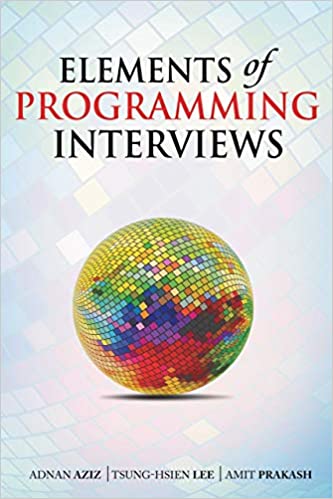 ELEMENTS of
PROGRAMMING
INTERVIEWS
ADNAN AZIZ | TSUNG-HSIEN LEE | AMIT PRAKASH